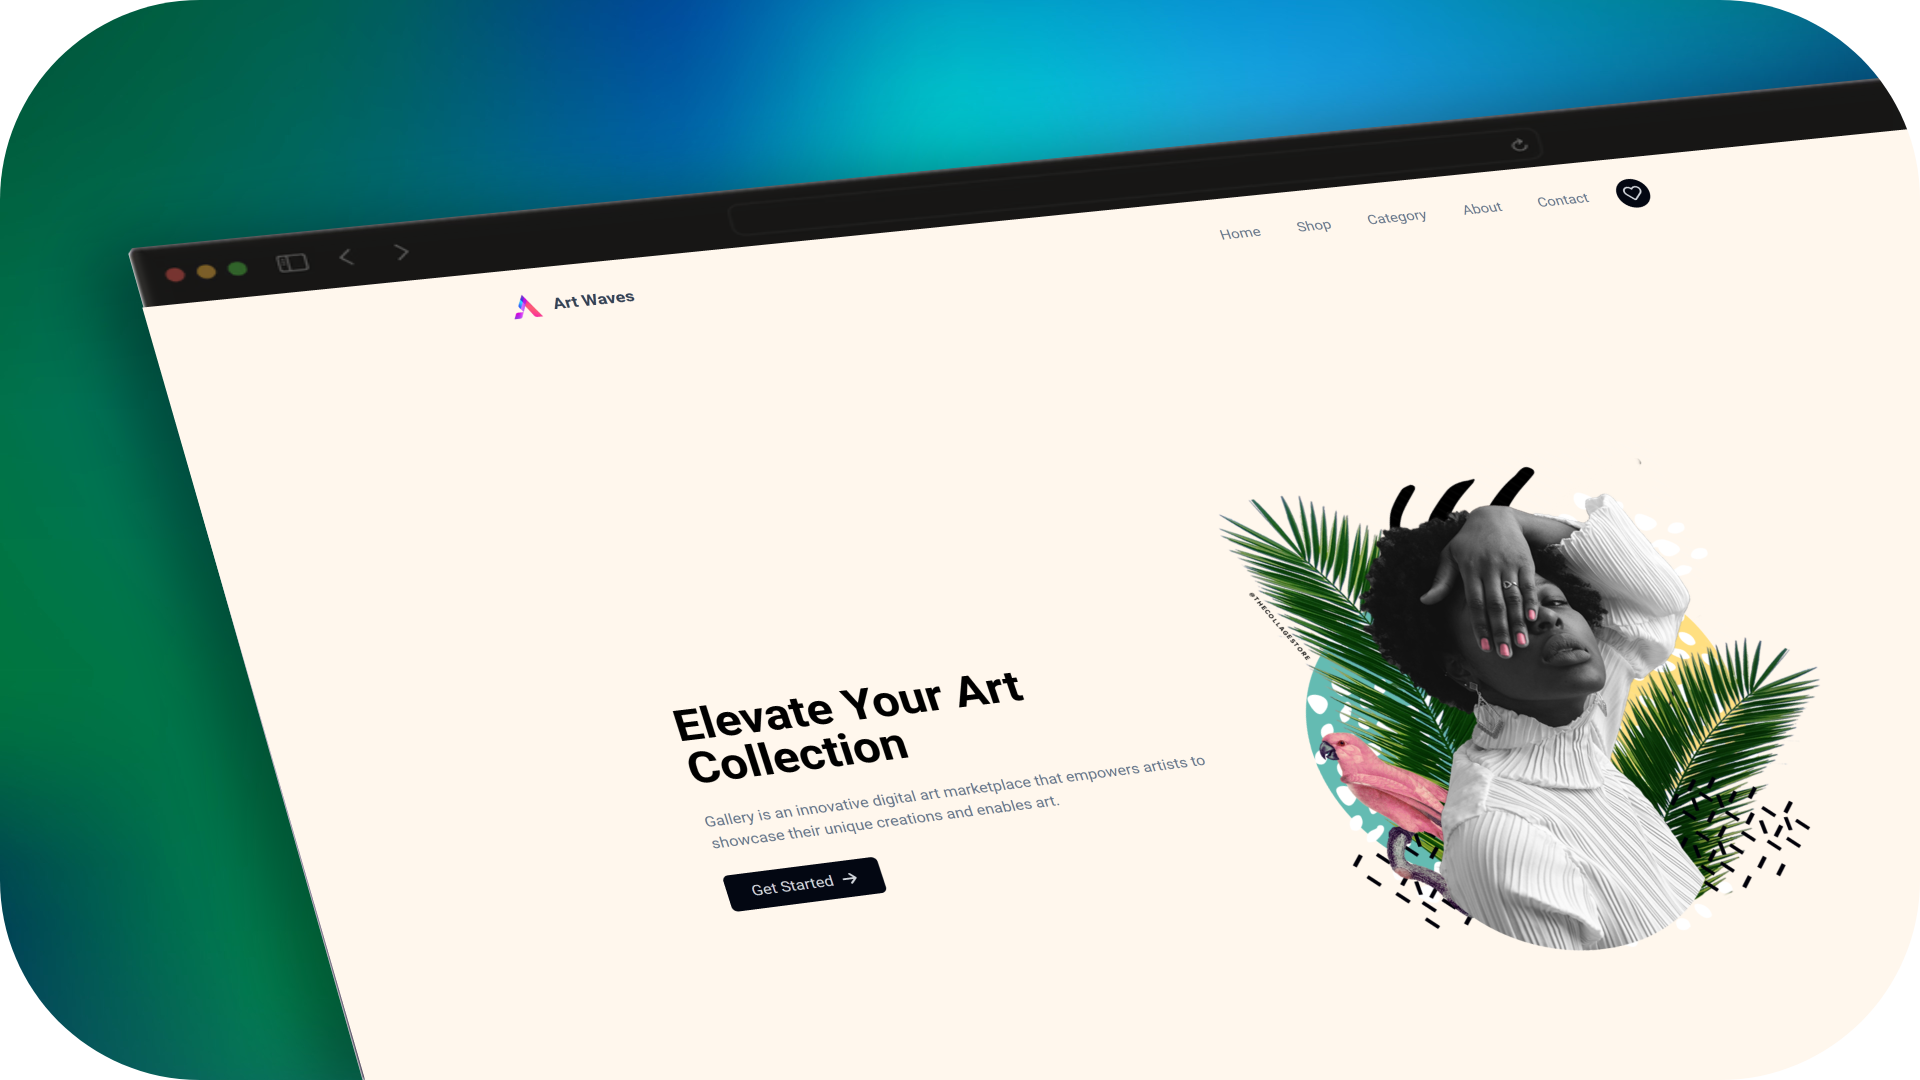 Home Shop Category About Contact
Art Waves
@THECOLLAGESTORE
Elevate Your Art
Collection
Gallery is an innovative digital art marketplace that empowers artists to
showcase their unique creations and enables art.
Get Started